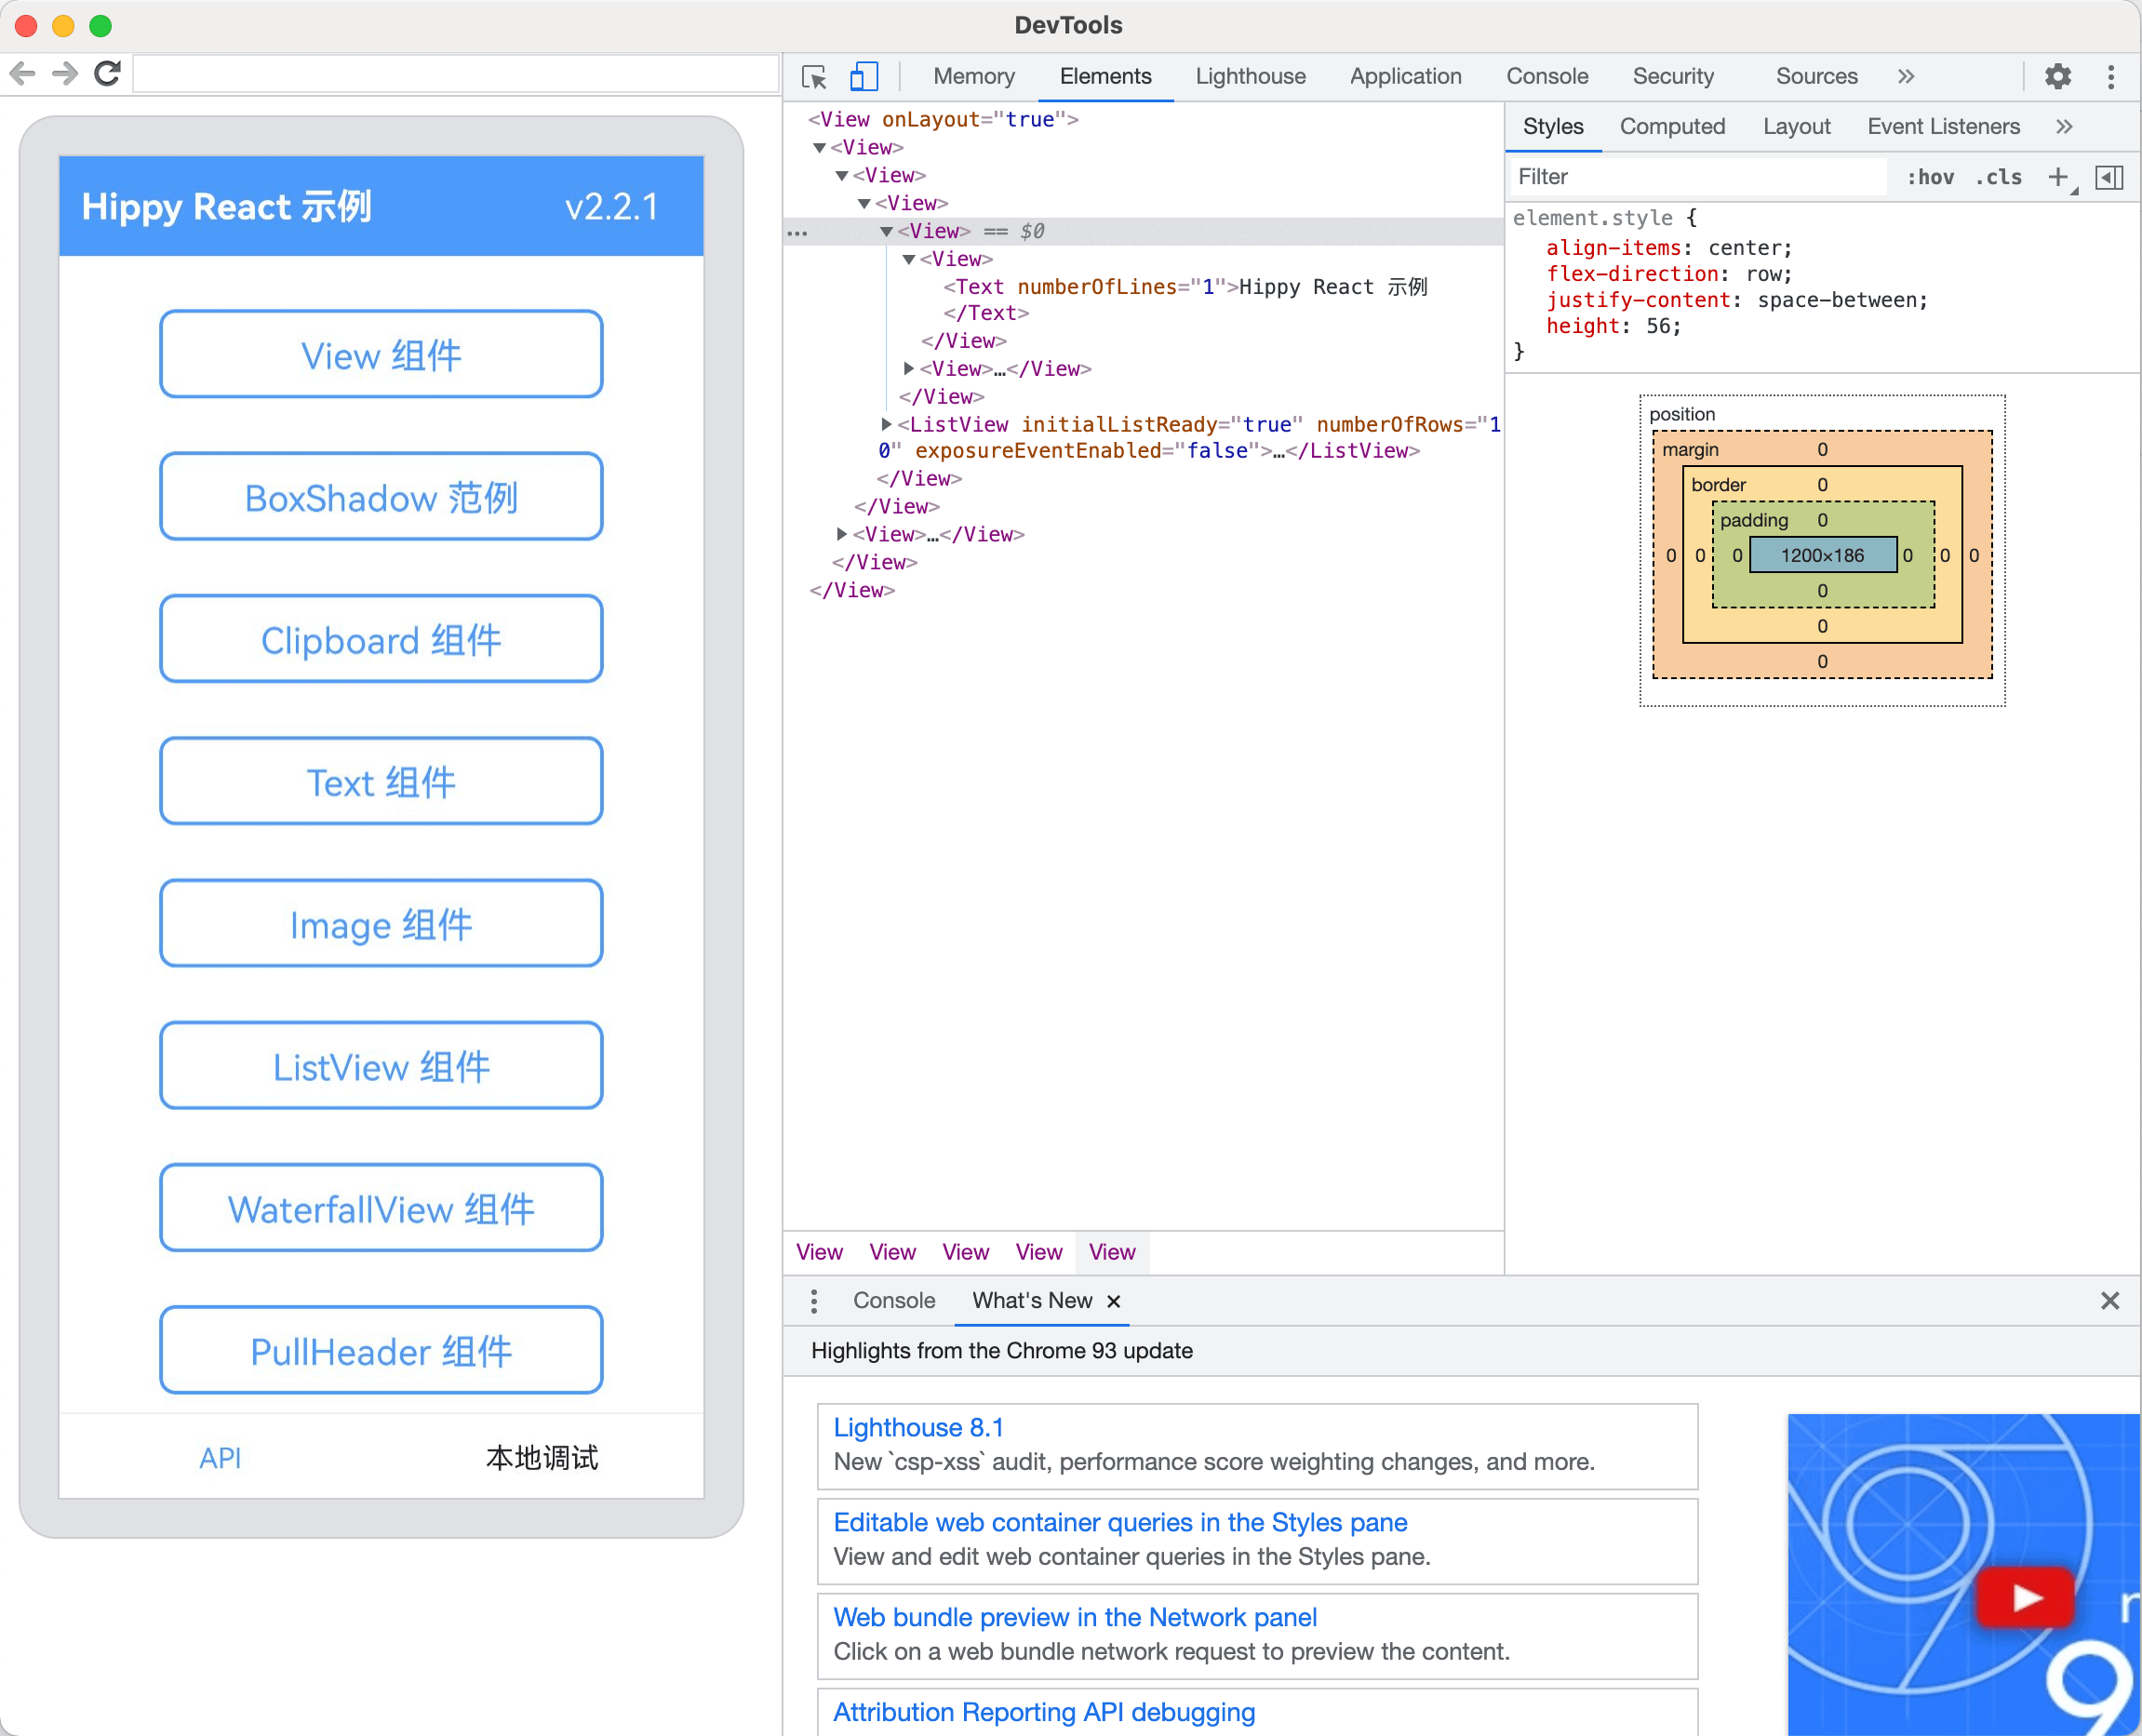 DevTools
Hippy React 示例 v2.2.1
View 组件
BoxShadow 范例
Clipboard 组件
Text 组件
Image 组件
ListView 组件
WaterfallView 组件
PullHeader 组件
API 本地调试
Memory Elements Lighthouse Application Console Security Sources »
<View onLayout="true">
▼<View>
▼<View>
▼<View>
… ▼<View> == $0
▼<View>
<Text numberOfLines="1">Hippy React 示例
</Text>
</View>
▶<View>…</View>
</View>
▶<ListView initialListReady="true" numberOfRows="1
0" exposureEventEnabled="false">…</ListView>
</View>
</View>
▶<View>…</View>
</View>
</View>
View View View View View
Styles Computed Layout Event Listeners »
Filter :hov .cls +
element.style {
align-items: center;
flex-direction: row;
justify-content: space-between;
height: 56;
}
position
margin 0
border 0
padding 0
0 0 0 1200×186 0 0 0
0
0
0
Console What's New ×
Highlights from the Chrome 93 update
Lighthouse 8.1
New `csp-xss` audit, performance score weighting changes, and more.
Editable web container queries in the Styles pane
View and edit web container queries in the Styles pane.
Web bundle preview in the Network panel
Click on a web bundle network request to preview the content.
Attribution Reporting API debugging
9